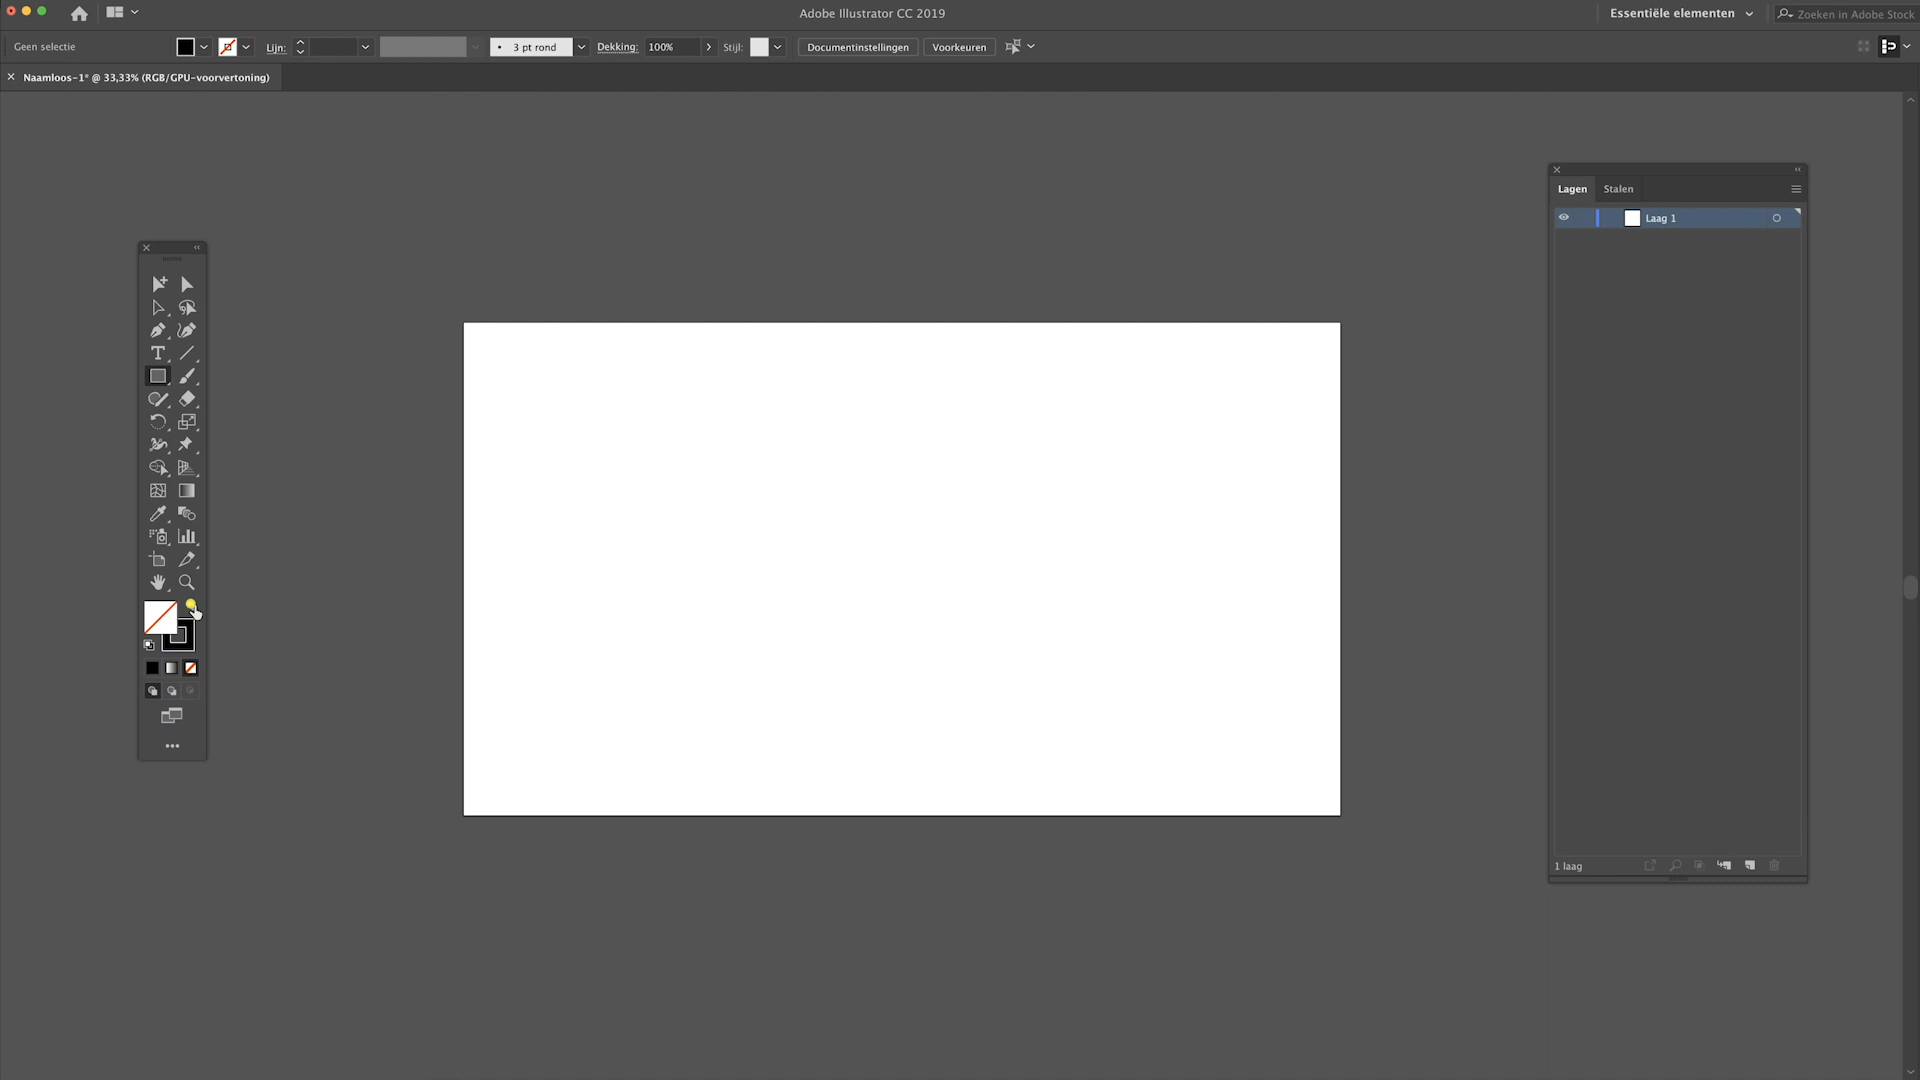 Adobe Illustrator CC 2019
Essentiële elementen
Zoeken in Adobe Stock
Geen selectie
Lijn:
3 pt rond
Dekking:
100%
Stijl:
Documentinstellingen
Voorkeuren
Naamloos-1* @ 33,33% (RGB/GPU-voorvertoning)
Lagen
Stalen
Laag 1
1 laag